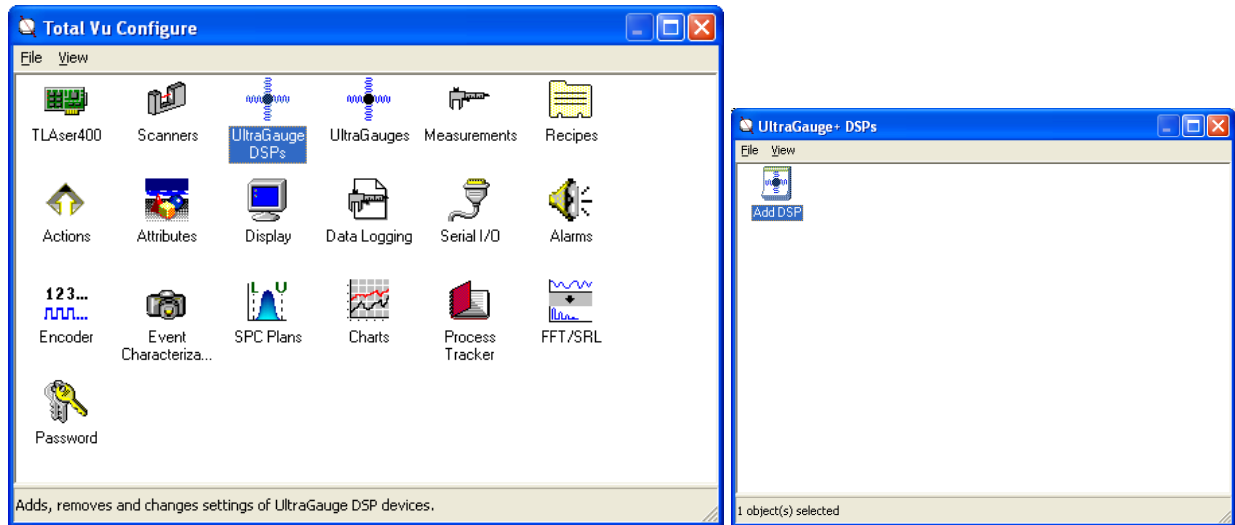 Total Vu Configure
File View
TLAser400 Scanners UltraGauge DSPs UltraGauges Measurements Recipes
Actions Attributes Display Data Logging Serial I/O Alarms
123...
L U
Encoder Event Characteriza... SPC Plans Charts Process Tracker FFT/SRL
Password
Adds, removes and changes settings of UltraGauge DSP devices.
UltraGauge+ DSPs
File View
Add DSP
1 object(s) selected